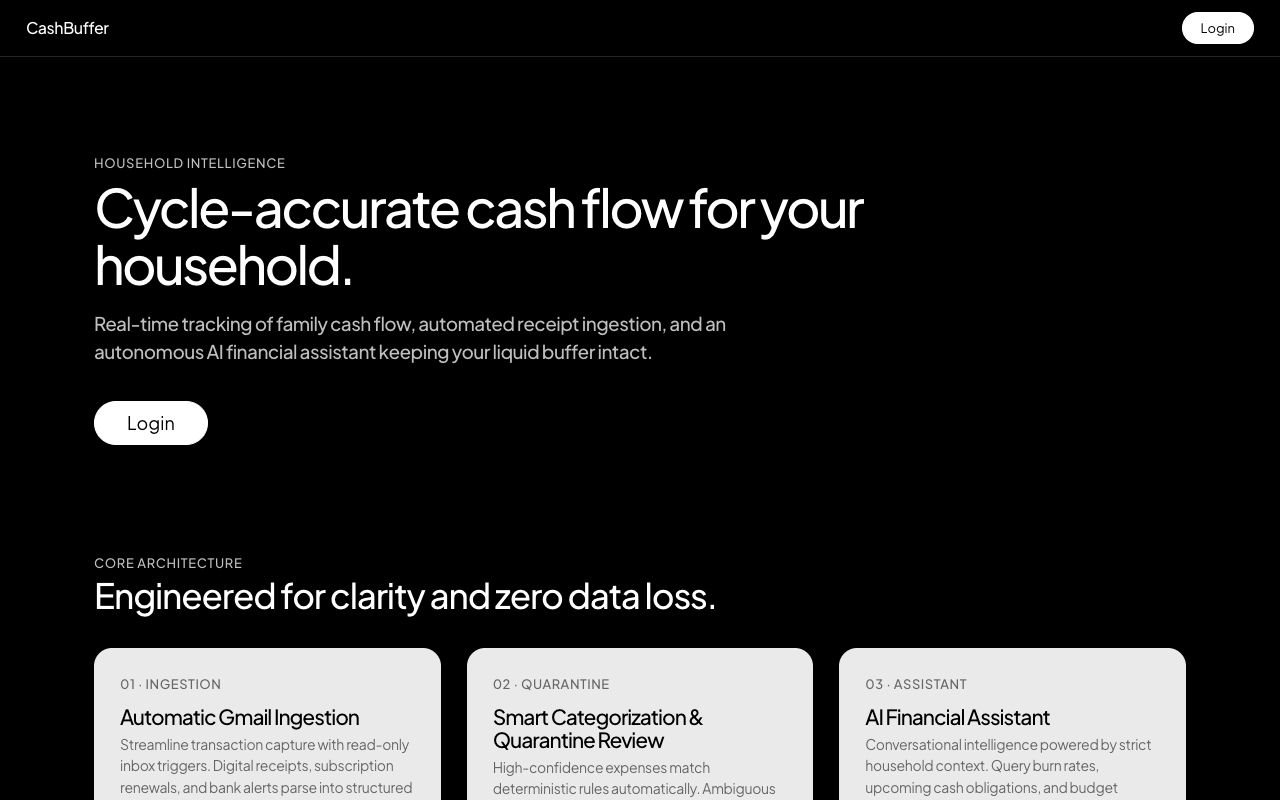 CashBuffer
Login
HOUSEHOLD INTELLIGENCE
Cycle-accurate cash flow for your
household.
Real-time tracking of family cash flow, automated receipt ingestion, and an
autonomous AI financial assistant keeping your liquid buffer intact.
Login
CORE ARCHITECTURE
Engineered for clarity and zero data loss.
01 · INGESTION
Automatic Gmail Ingestion
Streamline transaction capture with read-only
inbox triggers. Digital receipts, subscription
renewals, and bank alerts parse into structured
02 · QUARANTINE
Smart Categorization &
Quarantine Review
High-confidence expenses match
deterministic rules automatically. Ambiguous
03 · ASSISTANT
AI Financial Assistant
Conversational intelligence powered by strict
household context. Query burn rates,
upcoming cash obligations, and budget